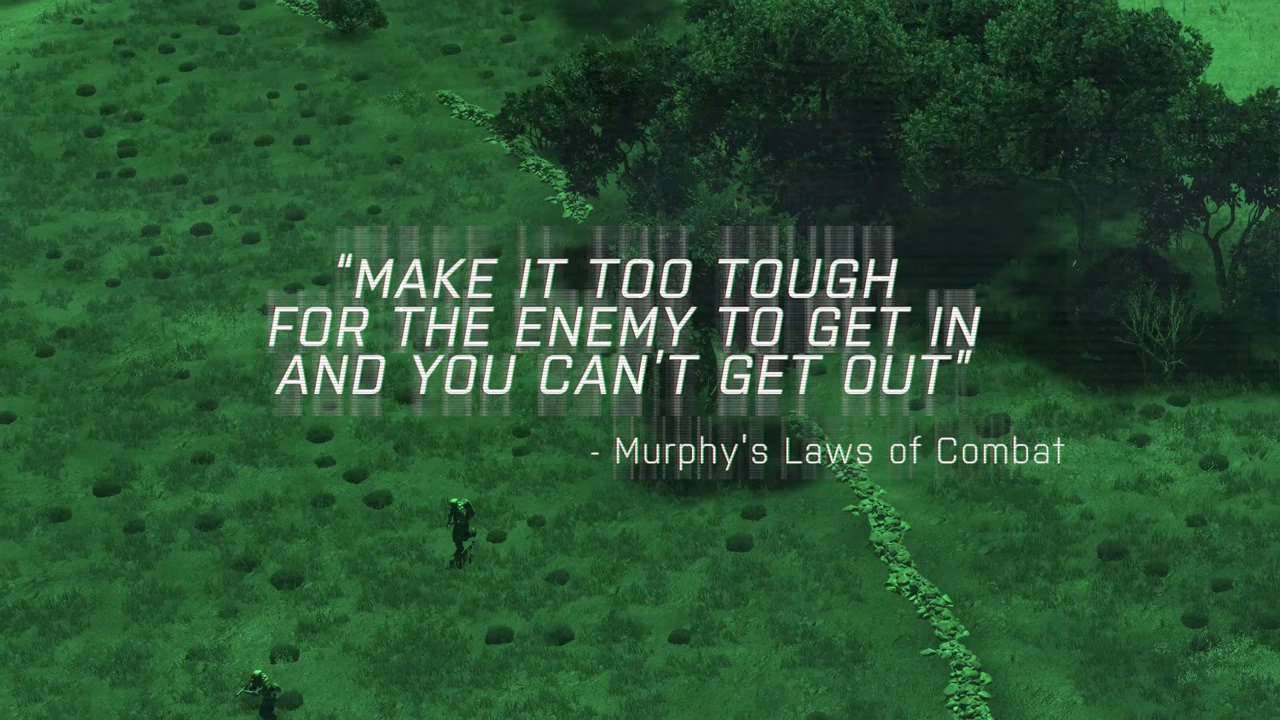 “MAKE IT TOO TOUGH
FOR THE ENEMY TO GET IN
AND YOU CAN'T GET OUT”
- Murphy's Laws of Combat